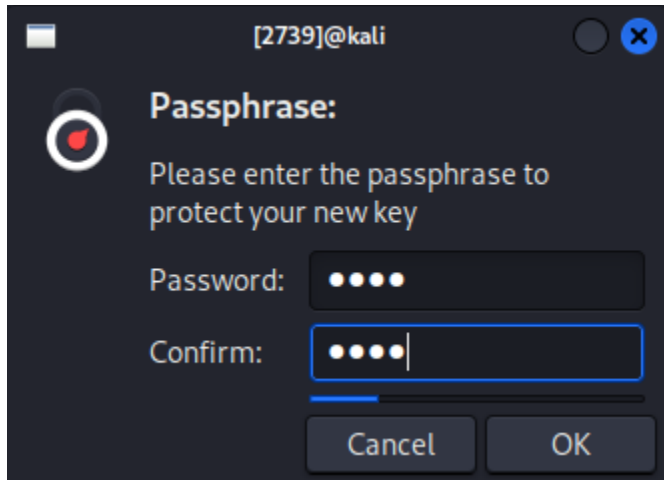 [2739]@kali
Passphrase:
Please enter the passphrase to
protect your new key
Password: ••••
Confirm: ••••
Cancel OK